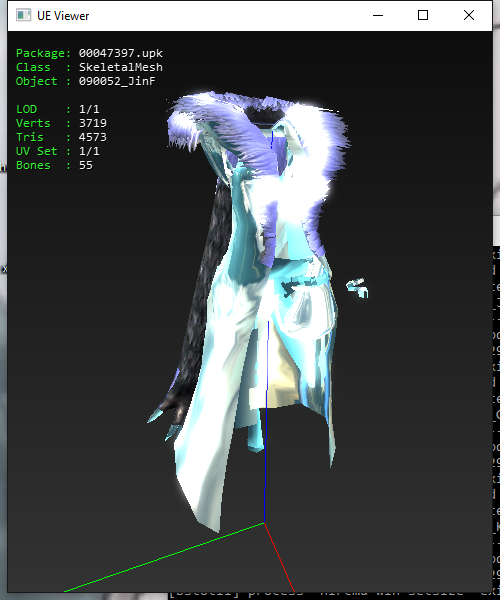 UE Viewer
Package: 00047397.upk
Class : SkeletalMesh
Object : 090052_JinF
LOD : 1/1
Verts : 3719
Tris : 4573
UV Set : 1/1
Bones : 55